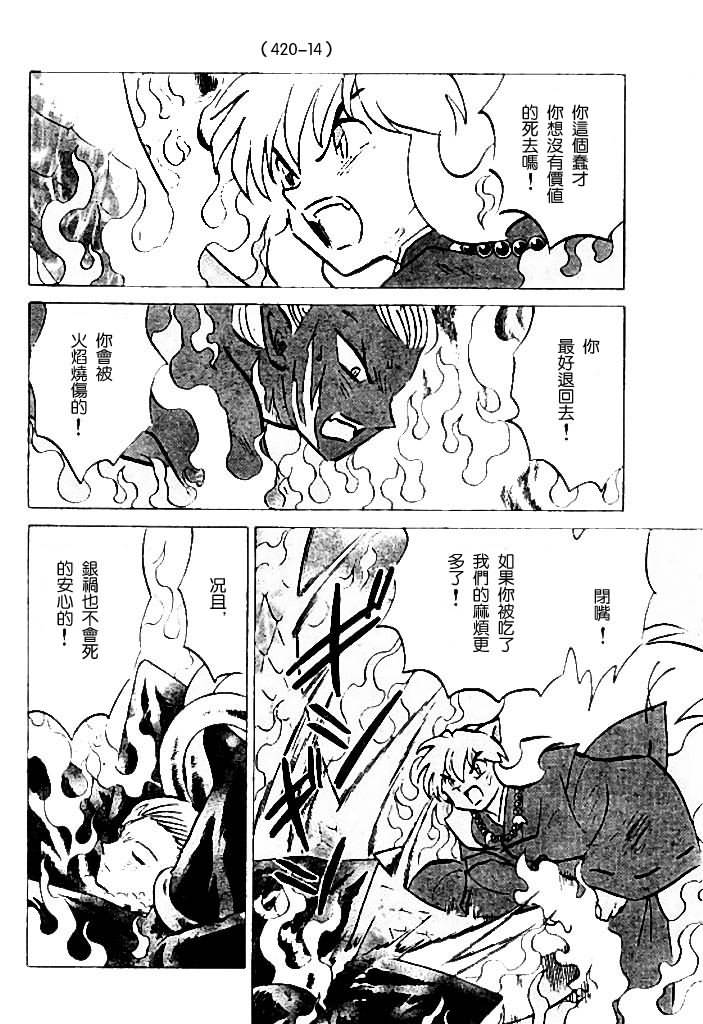 (420-14)
你這個蠢才
你想沒有價值
的死去嗎！
你
最好退回去！
你會被
火焰燒傷的！
閉嘴！
如果你被吃了
我們的麻煩更
多了！
況且，
銀禍也不會死
的安心的！